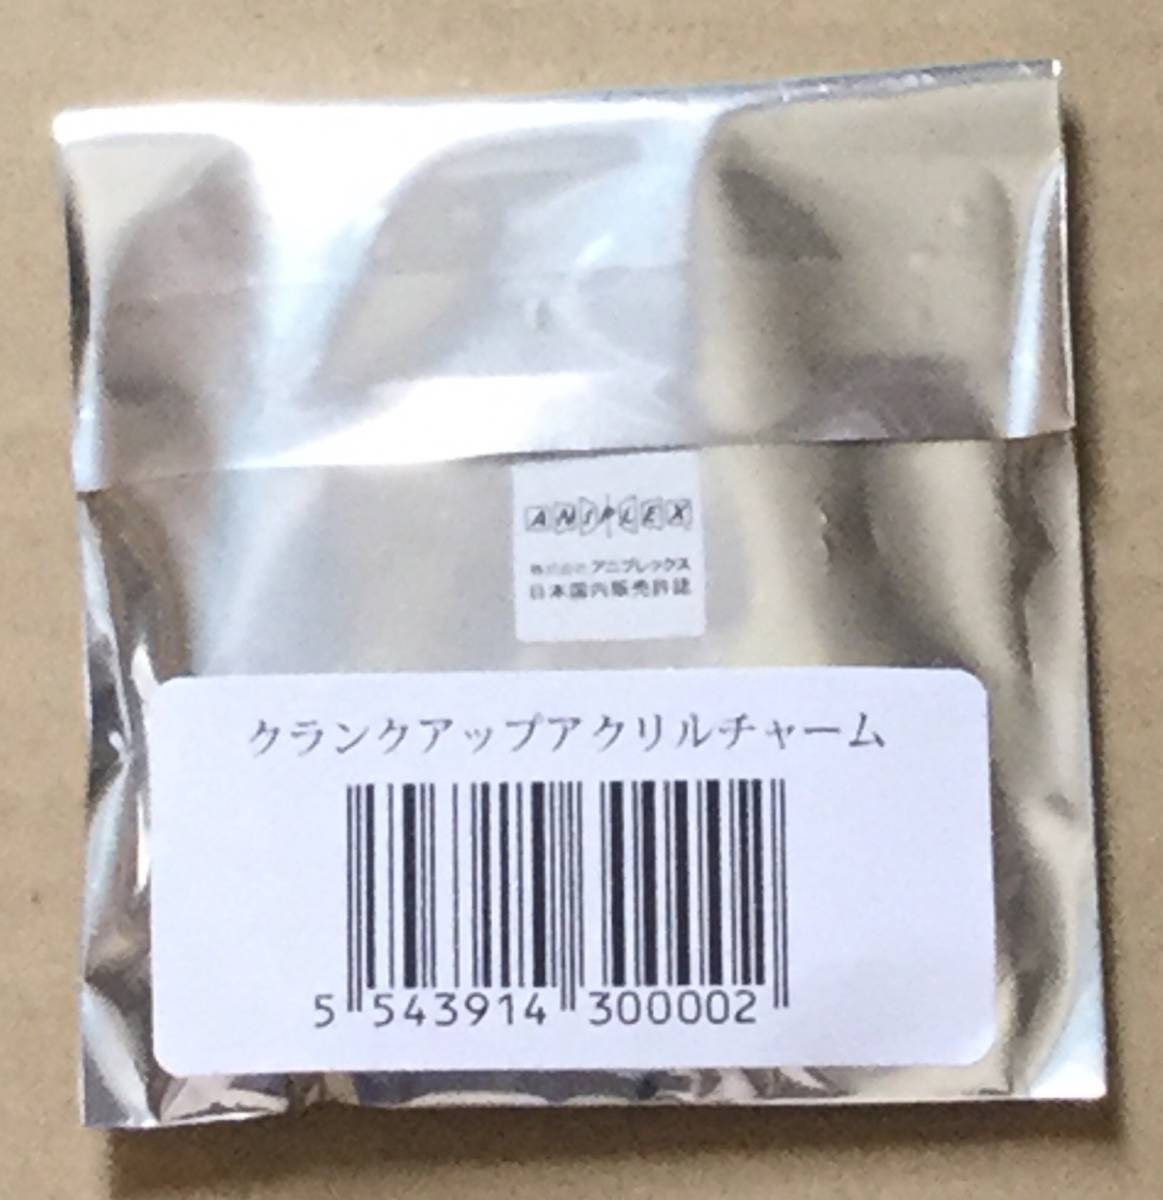 ANIPLEX
株式会社アニプレックス
日本国内販売許諾
クランクアップアクリルチャーム
5 543914 300002